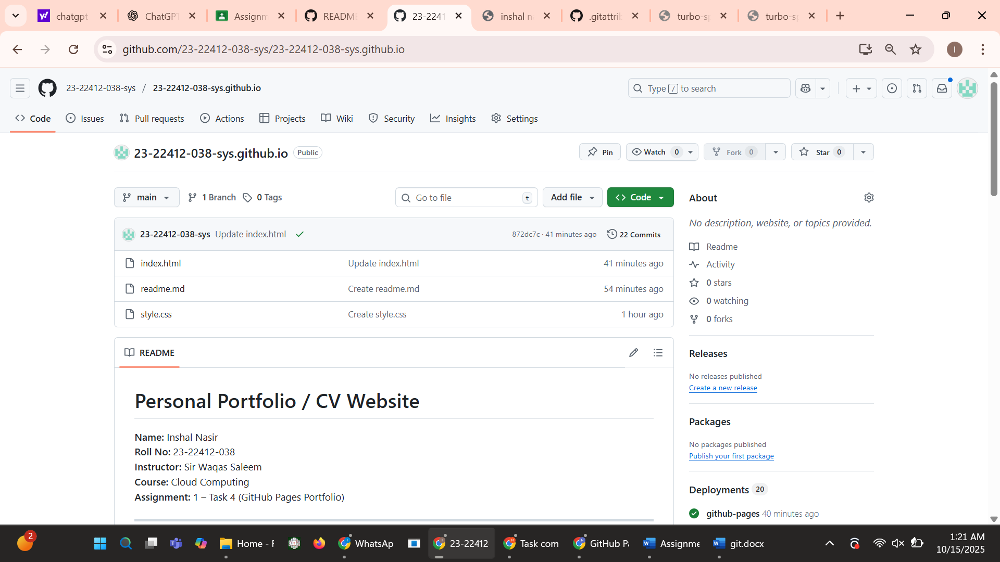 chatgpt
ChatGP
Assignm
README
23-2241
inshal n
.gitattrib
turbo-sp
turbo-sp
github.com/23-22412-038-sys/23-22412-038-sys.github.io
I
23-22412-038-sys / 23-22412-038-sys.github.io
Type / to search
Code
Issues
Pull requests
Actions
Projects
Wiki
Security
Insights
Settings
23-22412-038-sys.github.io Public
Pin
Watch 0
Fork 0
Star 0
main
1 Branch
0 Tags
Go to file t
Add file
Code
23-22412-038-sys Update index.html 872dc7c · 41 minutes ago 22 Commits
index.html Update index.html 41 minutes ago
readme.md Create readme.md 54 minutes ago
style.css Create style.css 1 hour ago
README
Personal Portfolio / CV Website
Name: Inshal Nasir
Roll No: 23-22412-038
Instructor: Sir Waqas Saleem
Course: Cloud Computing
Assignment: 1 – Task 4 (GitHub Pages Portfolio)
About
No description, website, or topics provided.
Readme
Activity
0 stars
0 watching
0 forks
Releases
No releases published
Create a new release
Packages
No packages published
Publish your first package
Deployments 20
github-pages 40 minutes ago
2
Home - F
WhatsApp
23-22412-
Task com
GitHub Pa
Assignme
git.docx
1:21 AM
10/15/2025